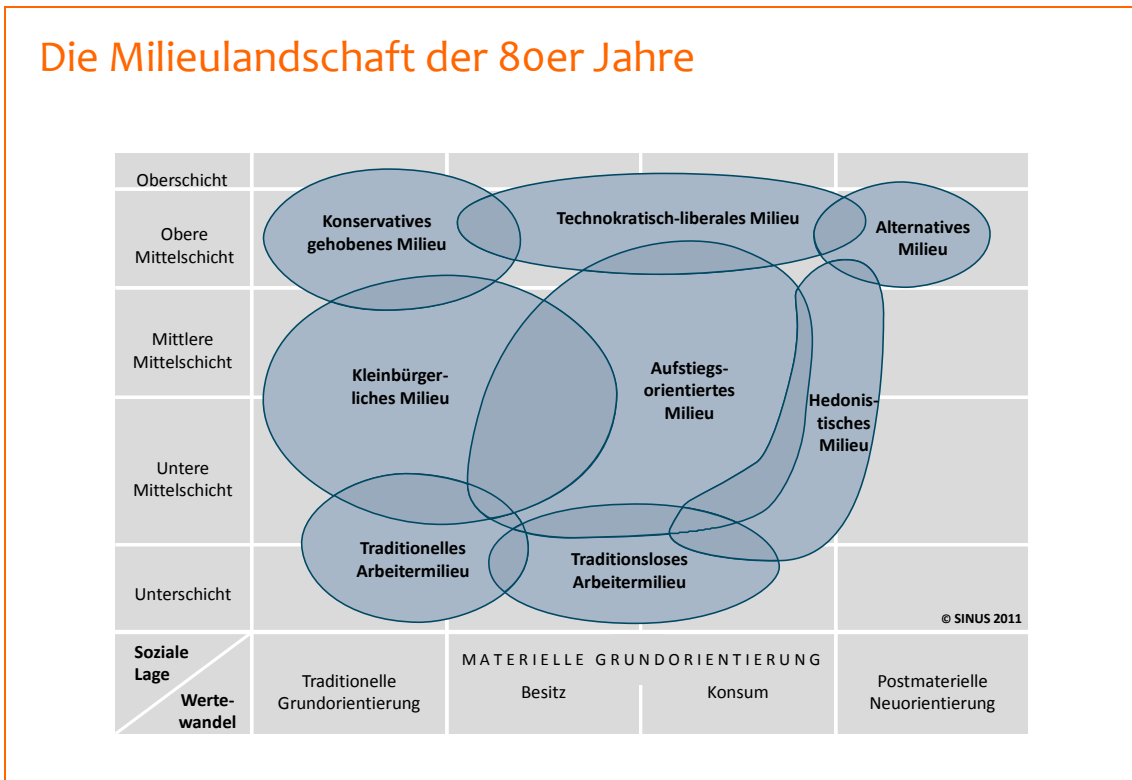 Die Milieulandschaft der 80er Jahre
Oberschicht
Obere
Mittelschicht
Mittlere
Mittelschicht
Untere
Mittelschicht
Unterschicht
Konservatives
gehobenes Milieu
Technokratisch-liberales Milieu
Alternatives
Milieu
Kleinbürger-
liches Milieu
Aufstiegs-
orientiertes
Milieu
Hedonis-
tisches
Milieu
Traditionelles
Arbeitermilieu
Traditionsloses
Arbeitermilieu
© SINUS 2011
Soziale
Lage
Werte-
wandel
Traditionelle
Grundorientierung
MATERIELLE GRUNDORIENTIERUNG
Besitz
Konsum
Postmaterielle
Neuorientierung